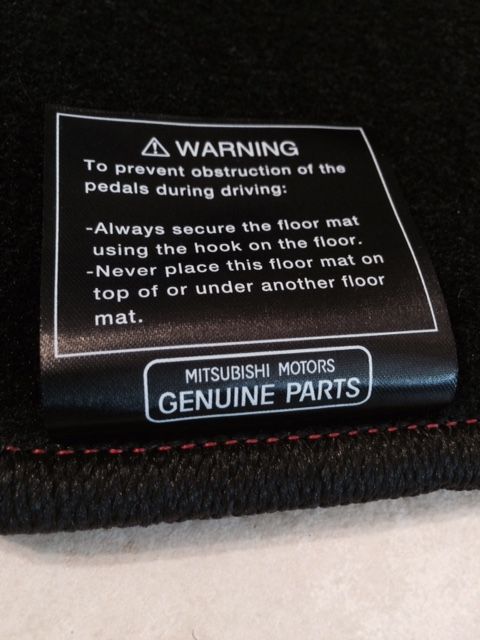 ⚠ WARNING
To prevent obstruction of the
pedals during driving:
-Always secure the floor mat
using the hook on the floor.
-Never place this floor mat on
top of or under another floor
mat.
MITSUBISHI MOTORS
GENUINE PARTS